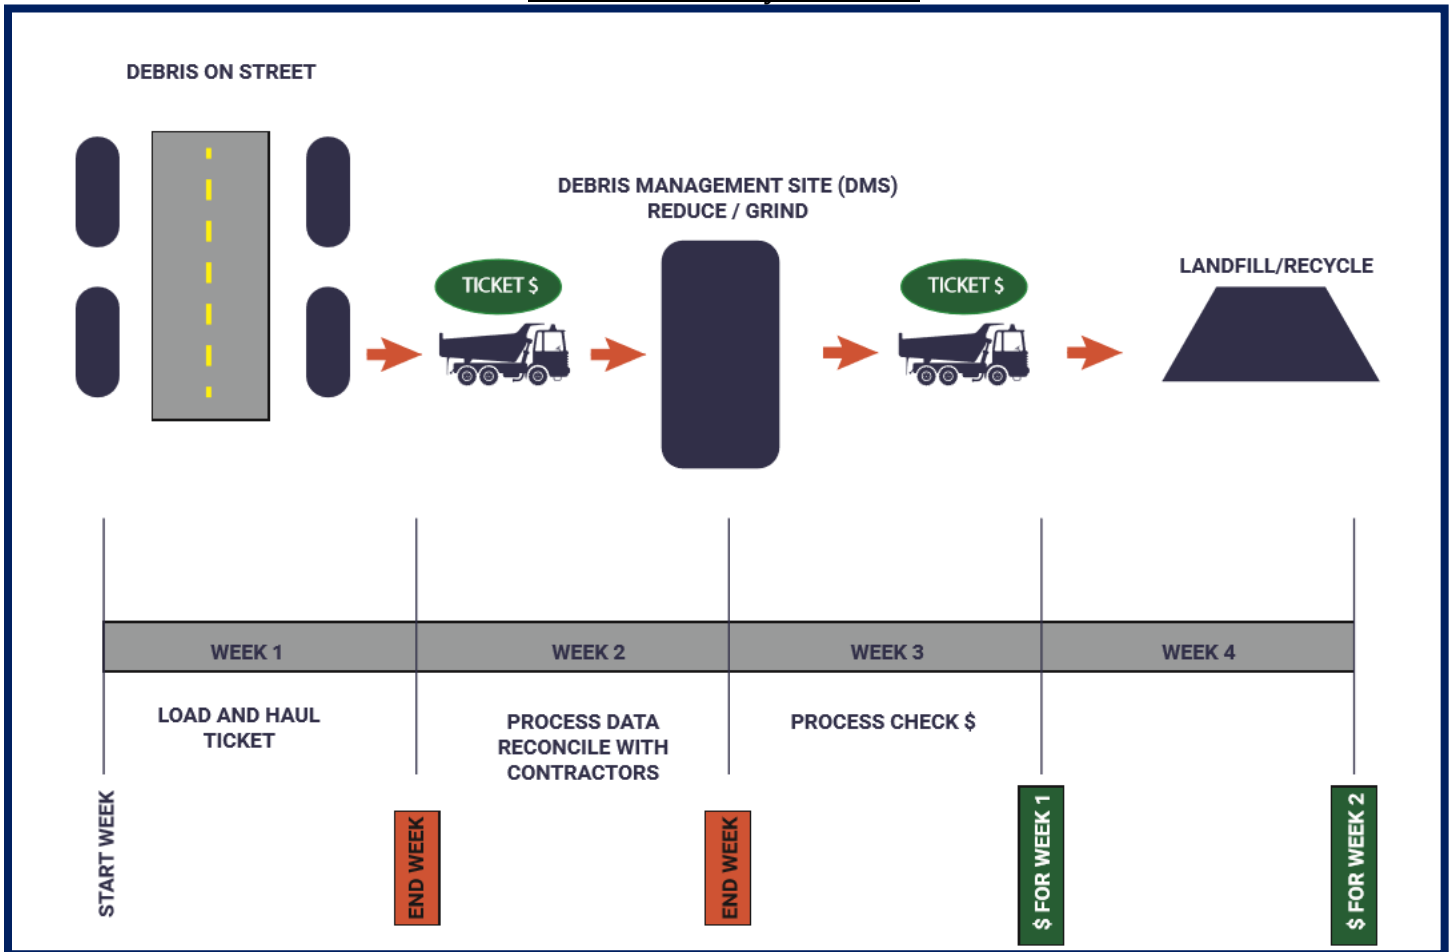 DEBRIS ON STREET
DEBRIS MANAGEMENT SITE (DMS)
REDUCE / GRIND
TICKET $
TICKET $
LANDFILL/RECYCLE
WEEK 1
WEEK 2
WEEK 3
WEEK 4
LOAD AND HAUL
TICKET
PROCESS DATA
RECONCILE WITH
CONTRACTORS
PROCESS CHECK $
START WEEK
END WEEK
END WEEK
$ FOR WEEK 1
$ FOR WEEK 2